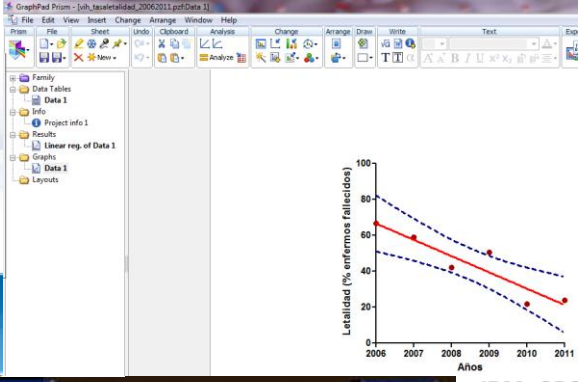 GraphPad Prism - [vih_tasaletalidad_20062011.pzf:Data 1]
File Edit View Insert Change Arrange Window Help
Prism File Sheet Undo Clipboard Analysis Change Arrange Draw Write Text
New
Analyze
Family
Data Tables
Data 1
Info
Project info 1
Results
Linear reg. of Data 1
Graphs
Data 1
Layouts
Letalidad (% enfermos fallecidos)
100
80
60
40
20
0
2006 2007 2008 2009 2010 2011
Años